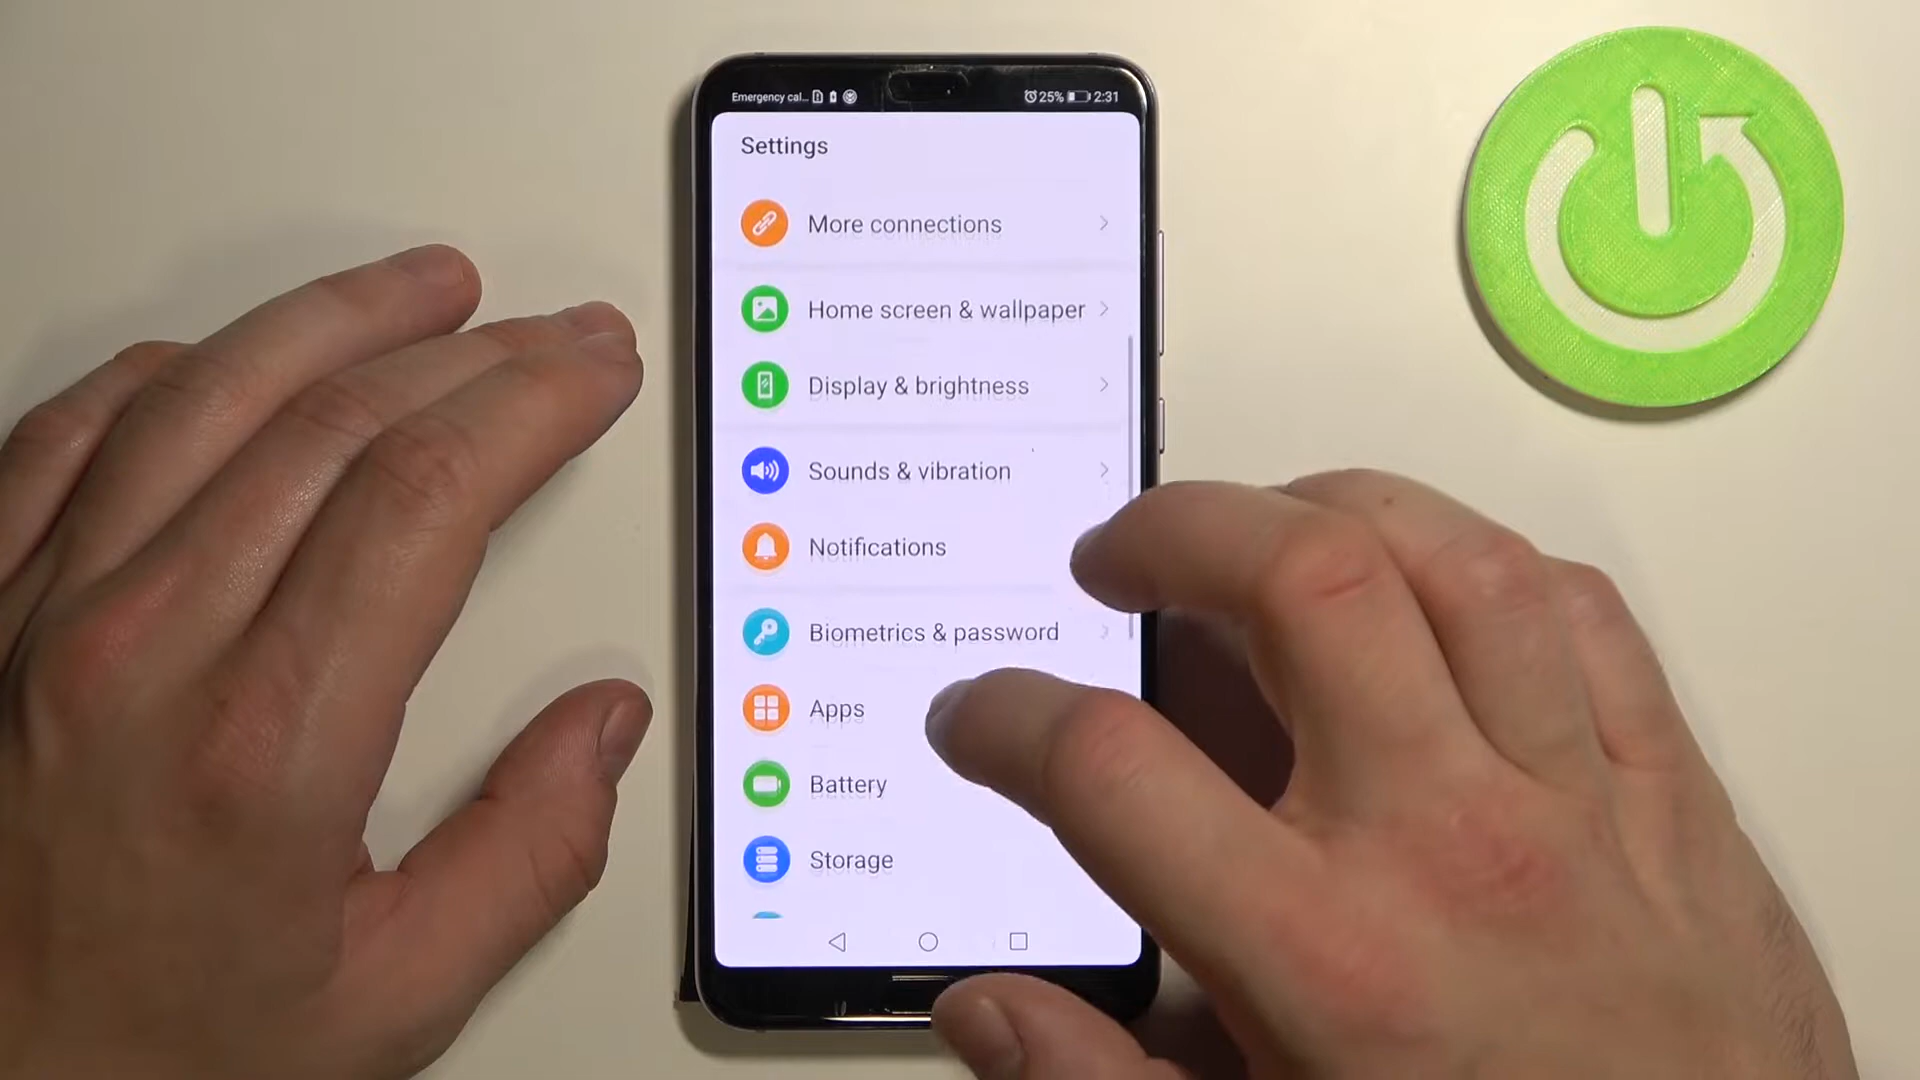 Emergency cal... 25% 2:31
Settings
More connections
Home screen & wallpaper
Display & brightness
Sounds & vibration
Notifications
Biometrics & password
Apps
Battery
Storage